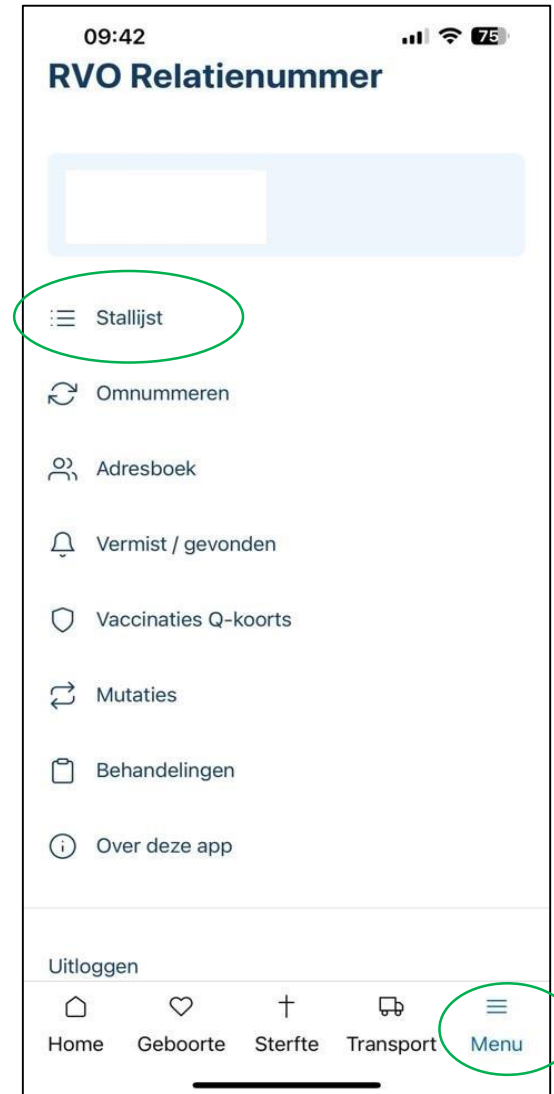 09:42 75
RVO Relatienummer
Stallijst
Omnummeren
Adresboek
Vermist / gevonden
Vaccinaties Q-koorts
Mutaties
Behandelingen
Over deze app
Uitloggen
Home Geboorte Sterfte Transport Menu